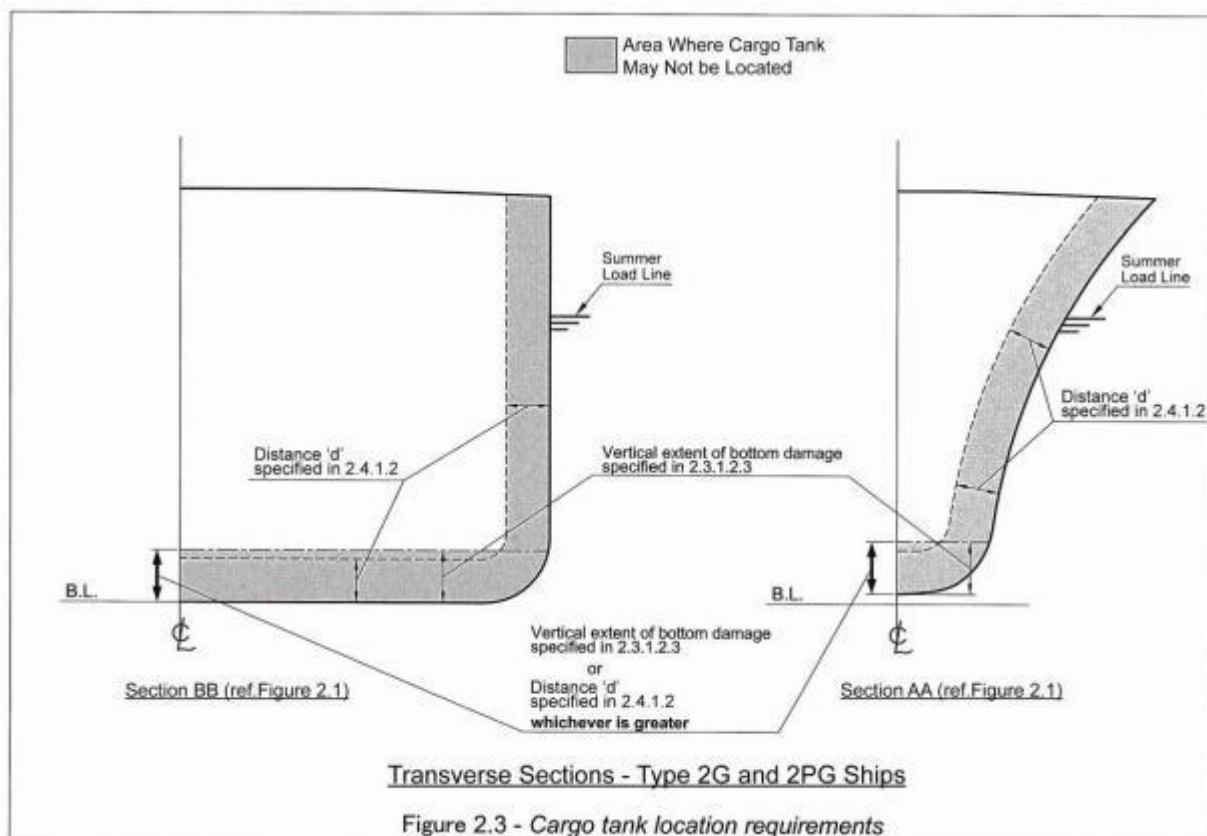 Area Where Cargo Tank
May Not be Located
Summer
Load Line
Summer
Load Line
Distance 'd'
specified in 2.4.1.2
Vertical extent of bottom damage
specified in 2.3.1.2.3
Distance 'd'
specified in 2.4.1.2
B.L.
B.L.
℄
℄
Vertical extent of bottom damage
specified in 2.3.1.2.3
or
Distance 'd'
specified in 2.4.1.2
whichever is greater
Section BB (ref.Figure 2.1)
Section AA (ref.Figure 2.1)
Transverse Sections - Type 2G and 2PG Ships
Figure 2.3 - Cargo tank location requirements